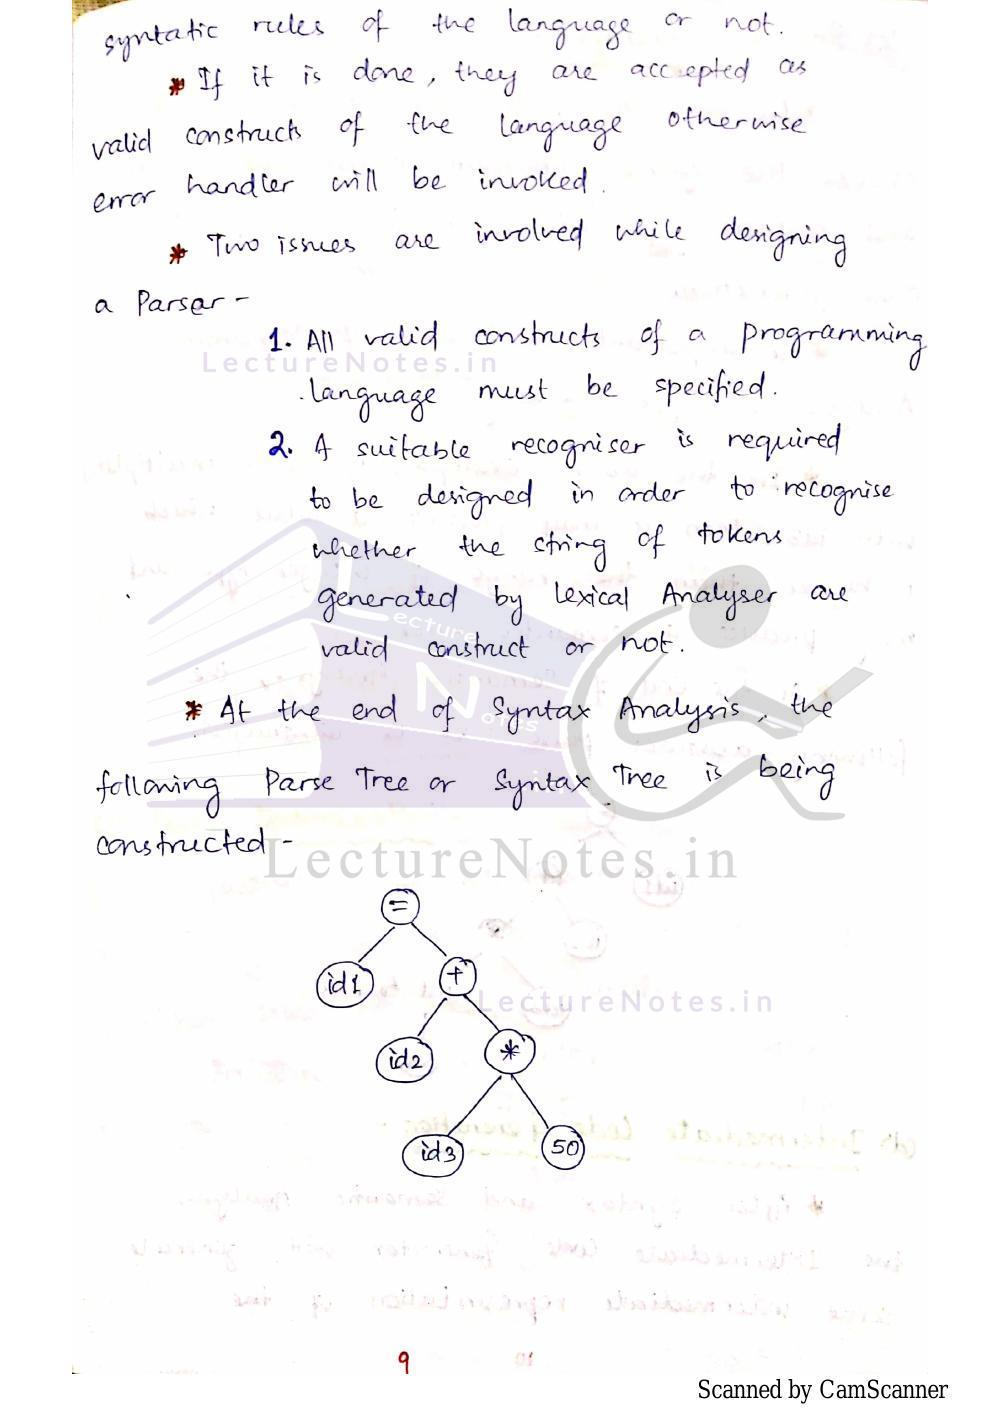 syntatic rules of the language or not.
* If it is done, they are accepted as
valid constructs of the language otherwise
error handler will be invoked.
* Two issues are involved while designing
a Parser -
1. All valid constructs of a programming
LectureNotes.in
language must be specified.
2. A suitable recogniser is required
to be designed in order to recognise
whether the string of tokens
generated by Lexical Analyser are
Lecture
valid construct or not.
Notes
* At the end of Syntax Analysis, the
following Parse Tree or Syntax Tree is being
constructed -
LectureNotes.in
=
id1 +
LectureNotes.in
id2 *
id3 50
9
Scanned by CamScanner